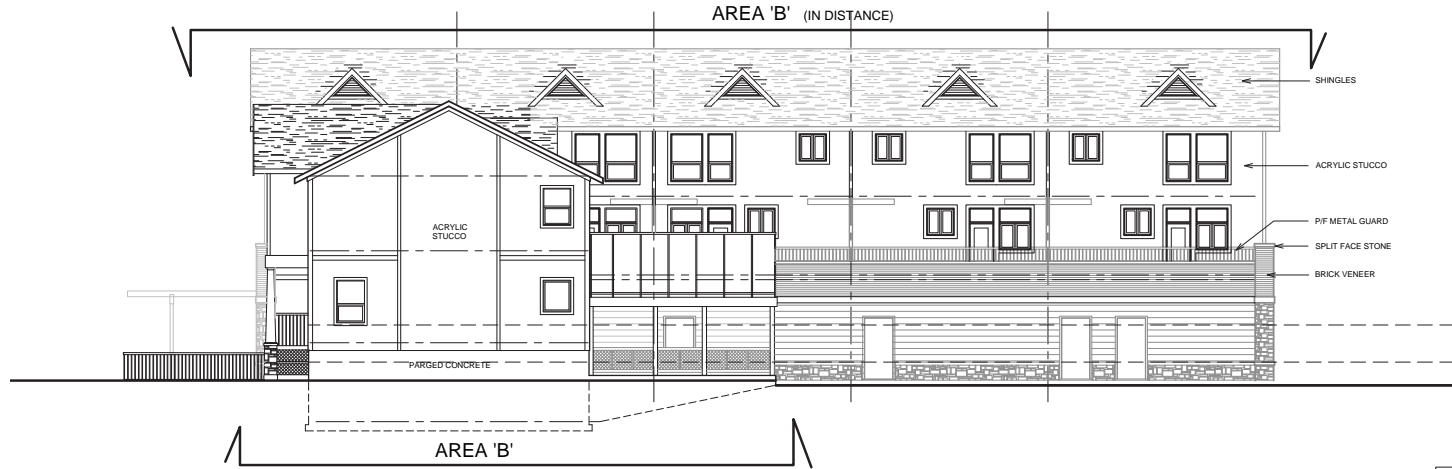 AREA 'B' (IN DISTANCE)
SHINGLES
ACRYLIC STUCCO
P/F METAL GUARD
SPLIT FACE STONE
BRICK VENEER
ACRYLIC
STUCCO
PARGED CONCRETE
AREA 'B'